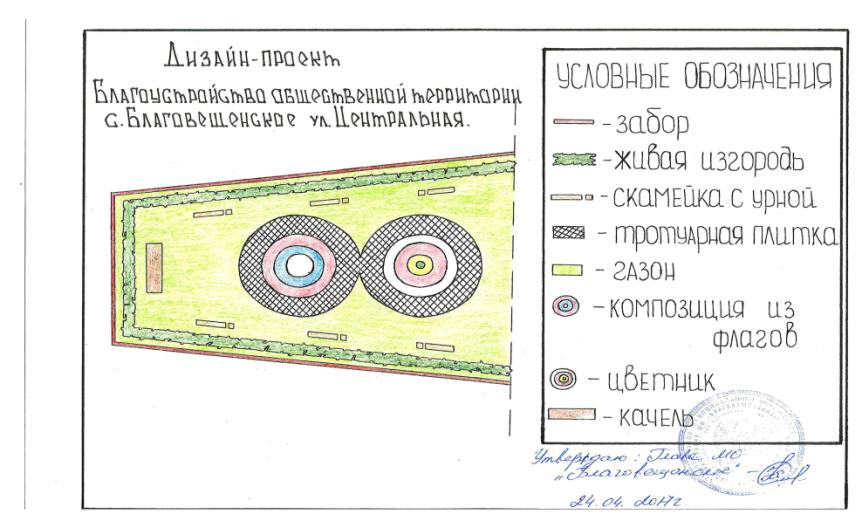 Дизайн-проект
Благоустройство общественной территории
с. Благовещенское ул. Центральная.
УСЛОВНЫЕ ОБОЗНАЧЕНИЯ
- забор
- живая изгородь
- скамейка с урной
- тротуарная плитка
- газон
- композиция из
флагов
- цветник
- качель
Утверждаю: Глава МО
"Благовещенское" -
24.04.2017г.